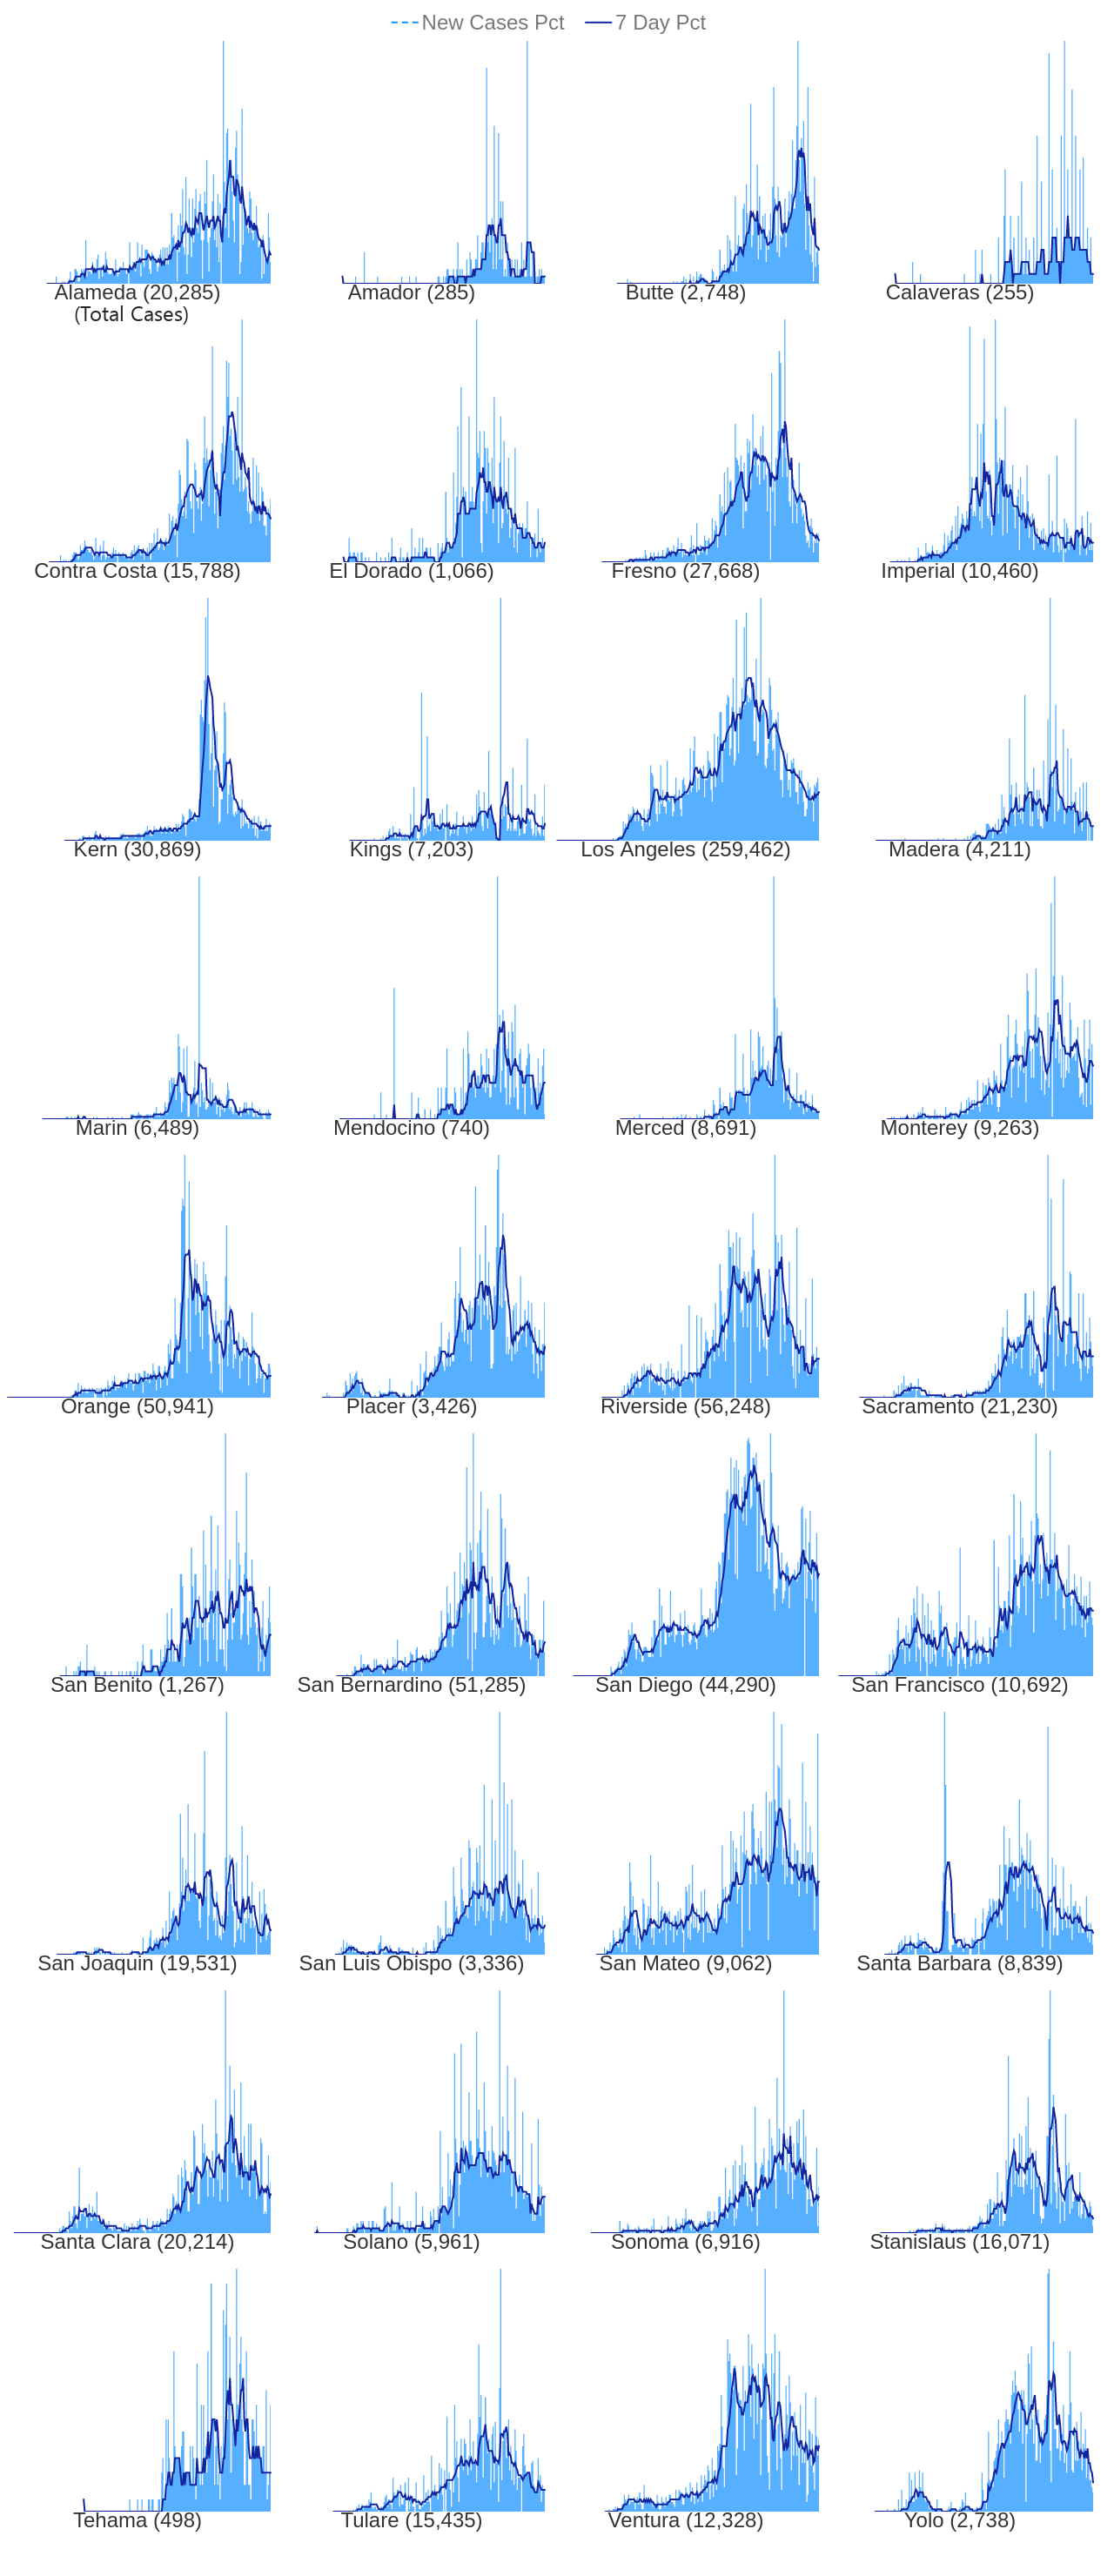 New Cases Pct 7 Day Pct
Alameda (20,285) Amador (285) Butte (2,748) Calaveras (255)
(Total Cases)
Contra Costa (15,788) El Dorado (1,066) Fresno (27,668) Imperial (10,460)
Kern (30,869) Kings (7,203) Los Angeles (259,462) Madera (4,211)
Marin (6,489) Mendocino (740) Merced (8,691) Monterey (9,263)
Orange (50,941) Placer (3,426) Riverside (56,248) Sacramento (21,230)
San Benito (1,267) San Bernardino (51,285) San Diego (44,290) San Francisco (10,692)
San Joaquin (19,531) San Luis Obispo (3,336) San Mateo (9,062) Santa Barbara (8,839)
Santa Clara (20,214) Solano (5,961) Sonoma (6,916) Stanislaus (16,071)
Tehama (498) Tulare (15,435) Ventura (12,328) Yolo (2,738)